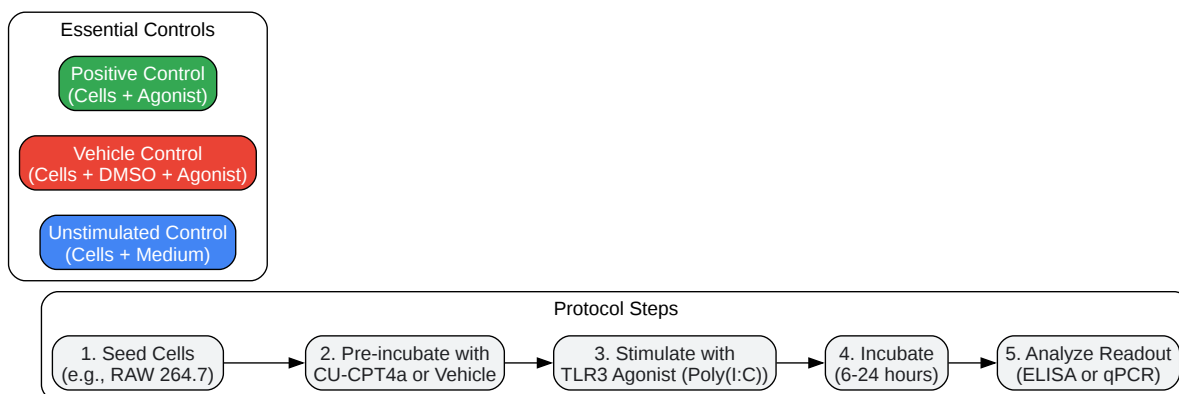 Essential Controls
Positive Control
(Cells + Agonist)
Vehicle Control
(Cells + DMSO + Agonist)
Unstimulated Control
(Cells + Medium)
Protocol Steps
1. Seed Cells
(e.g., RAW 264.7)
2. Pre-incubate with
CU-CPT4a or Vehicle
3. Stimulate with
TLR3 Agonist (Poly(I:C))
4. Incubate
(6-24 hours)
5. Analyze Readout
(ELISA or qPCR)